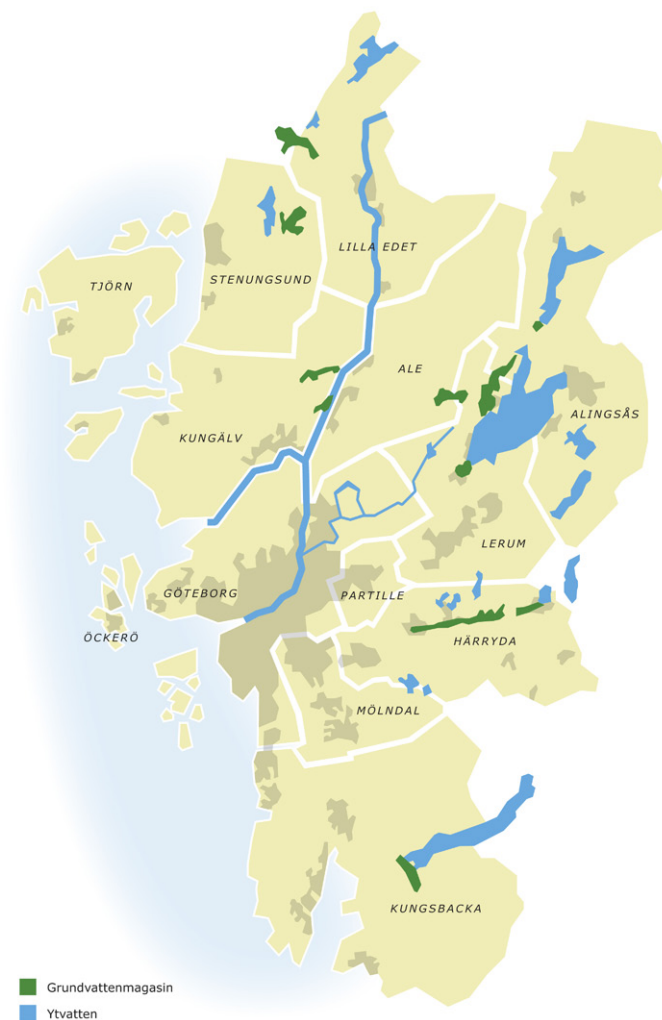 LILLA EDET
STENUNGSUND
TJÖRN
ALE
ALINGSÅS
KUNGÄLV
LERUM
GÖTEBORG
PARTILLE
ÖCKERÖ
HÄRRYDA
MÖLNDAL
KUNGSBACKA
Grundvattenmagasin
Ytvatten